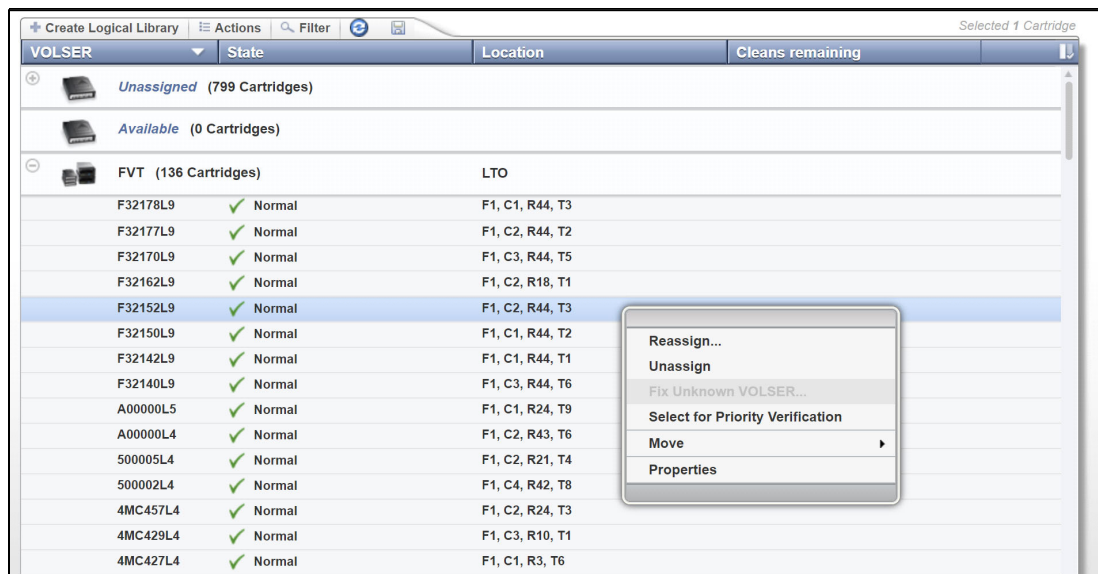 Create Logical Library Actions Filter Selected 1 Cartridge
VOLSER State Location Cleans remaining
Unassigned (799 Cartridges)
Available (0 Cartridges)
FVT (136 Cartridges) LTO
F32178L9 Normal F1, C1, R44, T3
F32177L9 Normal F1, C2, R44, T2
F32170L9 Normal F1, C3, R44, T5
F32162L9 Normal F1, C2, R18, T1
F32152L9 Normal F1, C2, R44, T3
F32150L9 Normal F1, C1, R44, T2
F32142L9 Normal F1, C1, R44, T1
F32140L9 Normal F1, C3, R44, T6
A00000L5 Normal F1, C1, R24, T9
A00000L4 Normal F1, C2, R43, T6
500005L4 Normal F1, C2, R21, T4
500002L4 Normal F1, C4, R42, T8
4MC457L4 Normal F1, C2, R24, T3
4MC429L4 Normal F1, C3, R10, T1
4MC427L4 Normal F1, C1, R3, T6
Reassign...
Unassign
Fix Unknown VOLSER...
Select for Priority Verification
Move
Properties